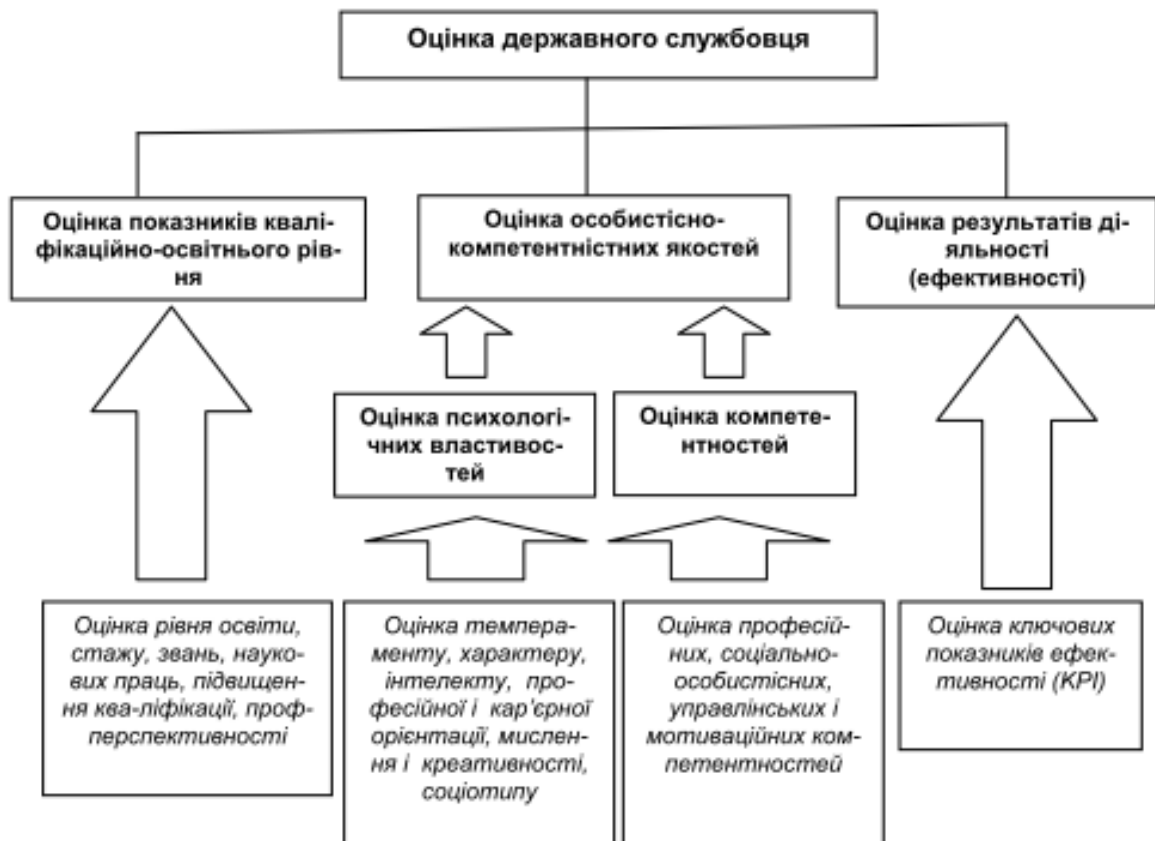 Оцінка державного службовця
Оцінка показників квалі-
фікаційно-освітнього рів-
ня
Оцінка особистісно-
компетентністних якостей
Оцінка результатів ді-
яльності
(ефективності)
Оцінка психологі-
чних властивос-
тей
Оцінка компете-
нтностей
Оцінка рівня освіти,
стажу, звань, науко-
вих праць, підвищен-
ня ква-ліфікації, проф-
перспективності
Оцінка темпера-
менту, характеру,
інтелекту, про-
фесійної і кар'єрної
орієнтації, мислен-
ня і креативності,
соціотипу
Оцінка професій-
них, соціально-
особистісних,
управлінських і
мотиваційних ком-
петентностей
Оцінка ключових
показників ефек-
тивності (KPI)